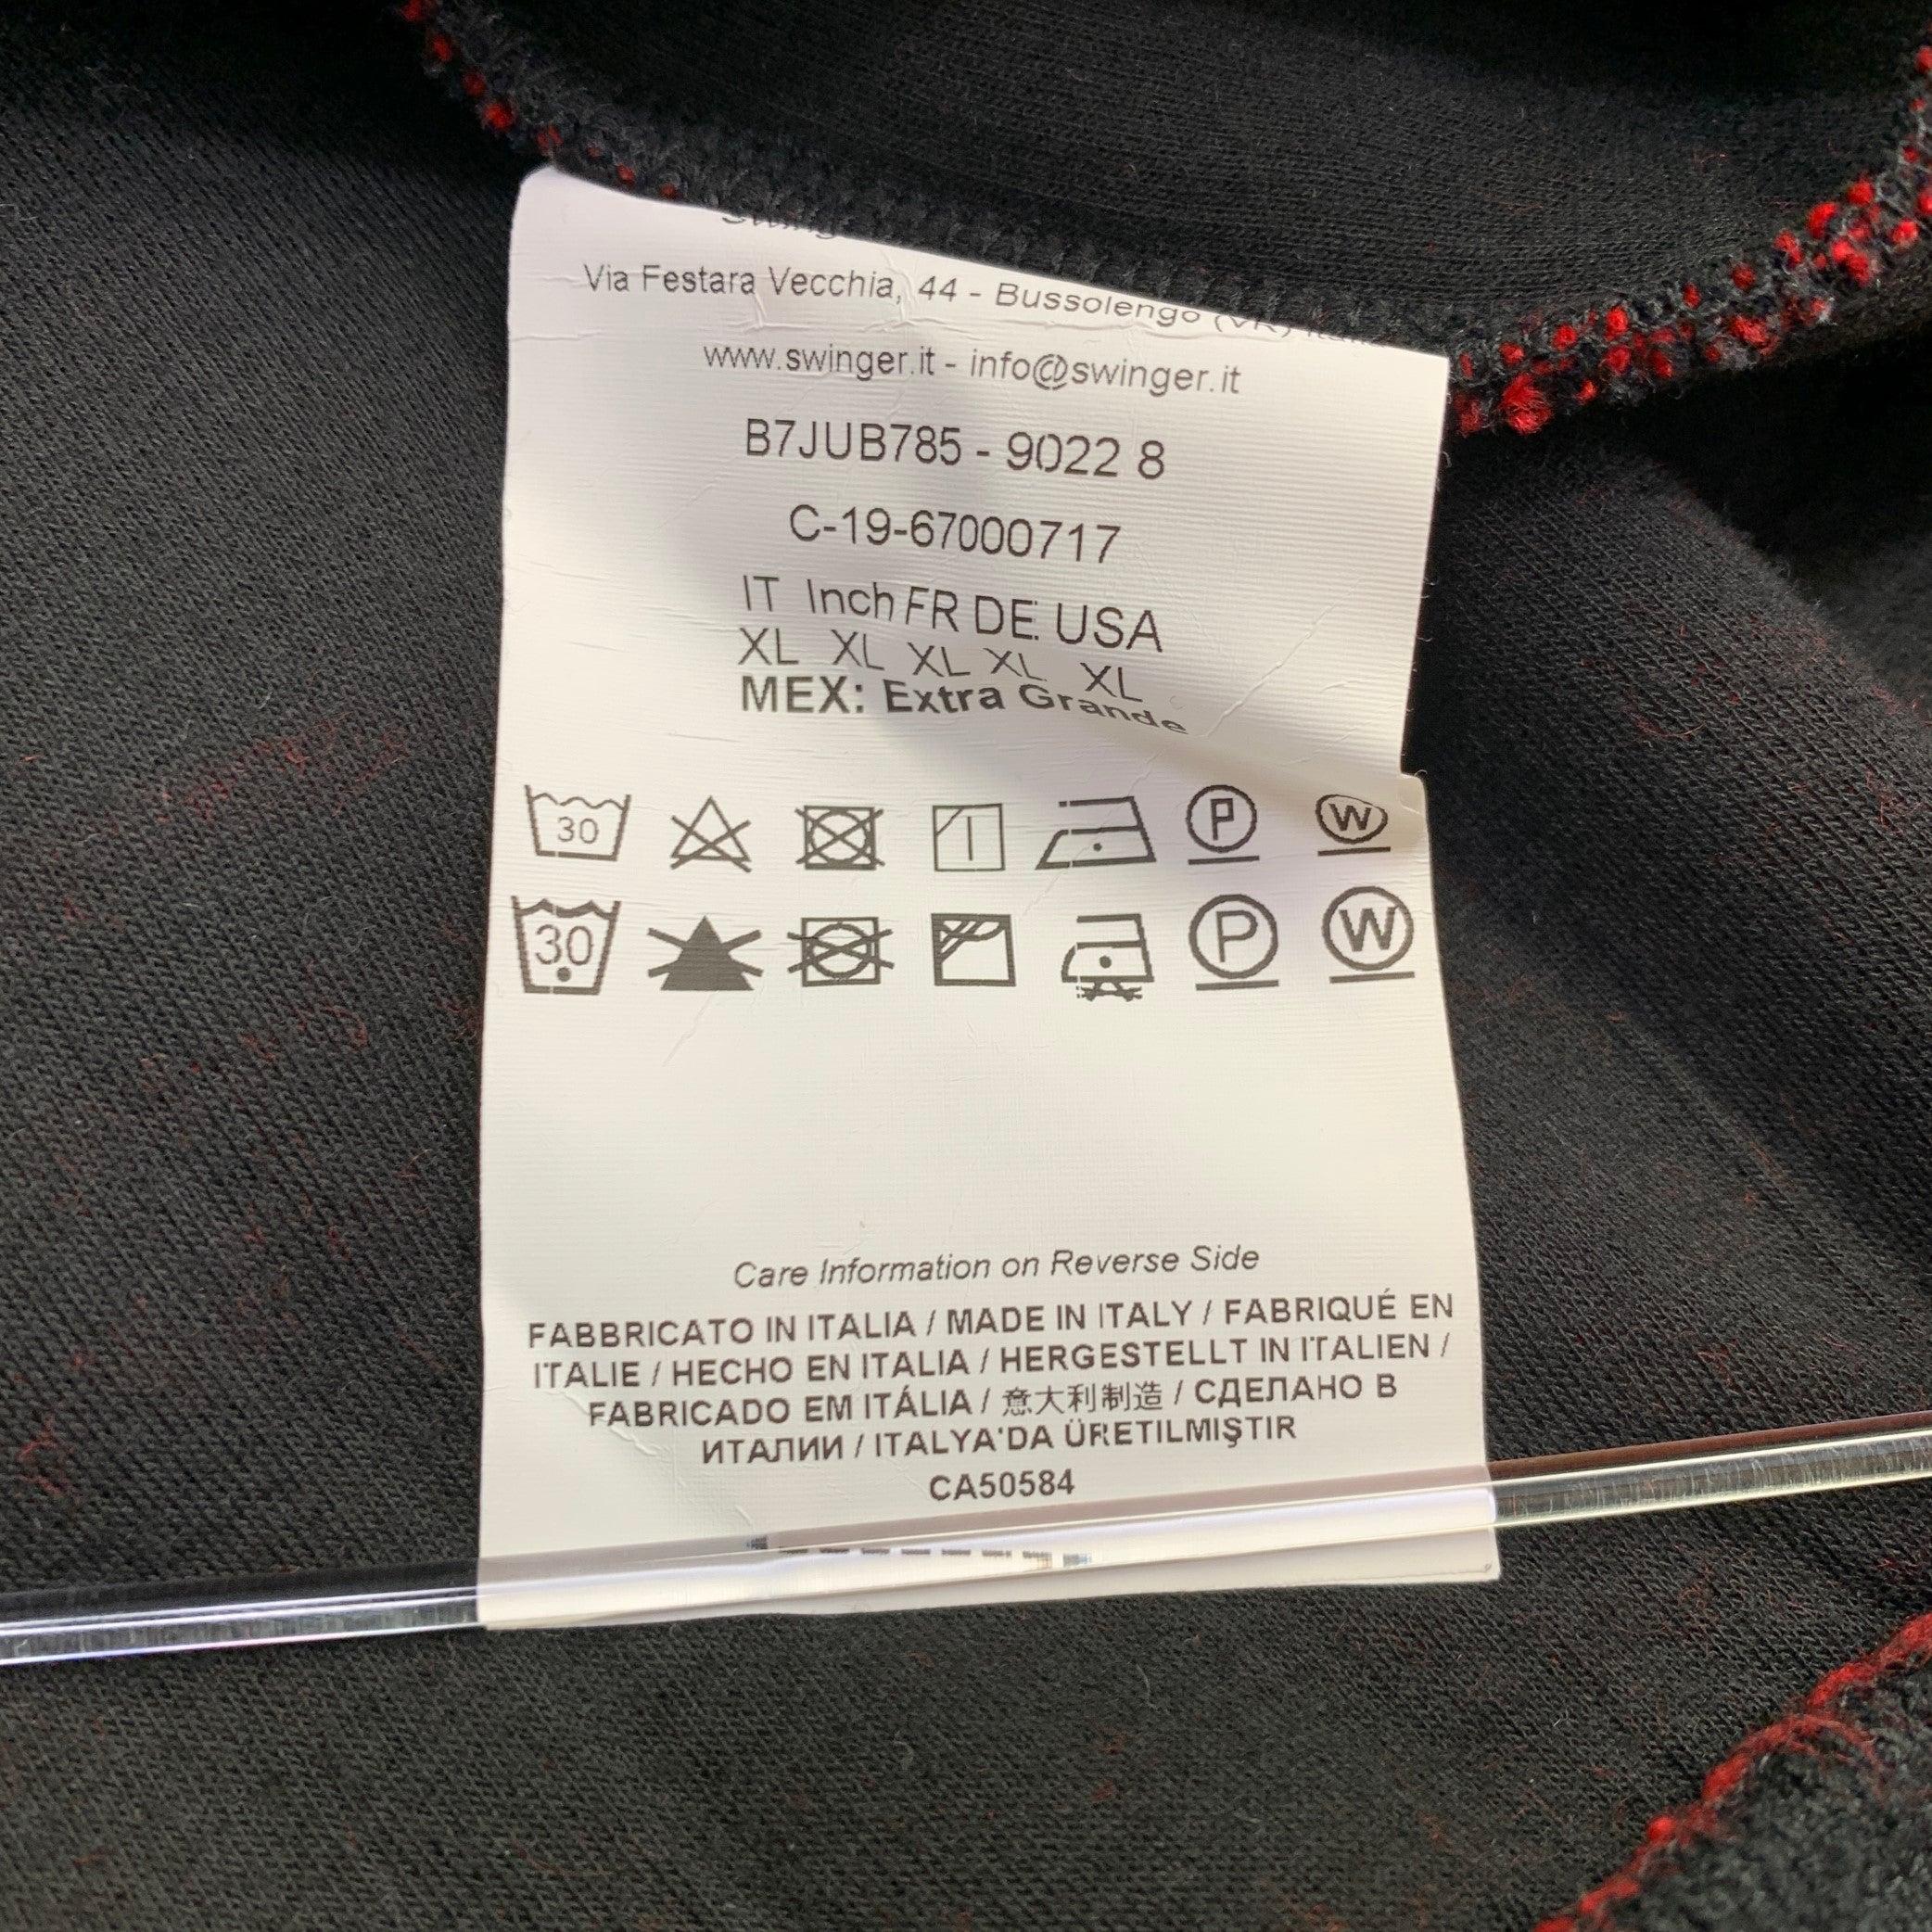 Via Festara Vecchia, 44 - Bussolengo
www.swinger.it - info@swinger.it
B7JUB785 - 9022 8
C-19-67000717
IT Inch FR DE USA
XL XL XL XL XL
MEX: Extra Grande
30 P W
30 P W
Care Information on Reverse Side
FABBRICATO IN ITALIA / MADE IN ITALY / FABRIQUÉ EN
ITALIE / HECHO EN ITALIA / HERGESTELLT IN ITALIEN /
FABRICADO EM ITÁLIA / 意大利制造 / СДЕЛАНО В
ИТАЛИИ / ITALYA'DA ÜRETILMIŞTIR
CA50584